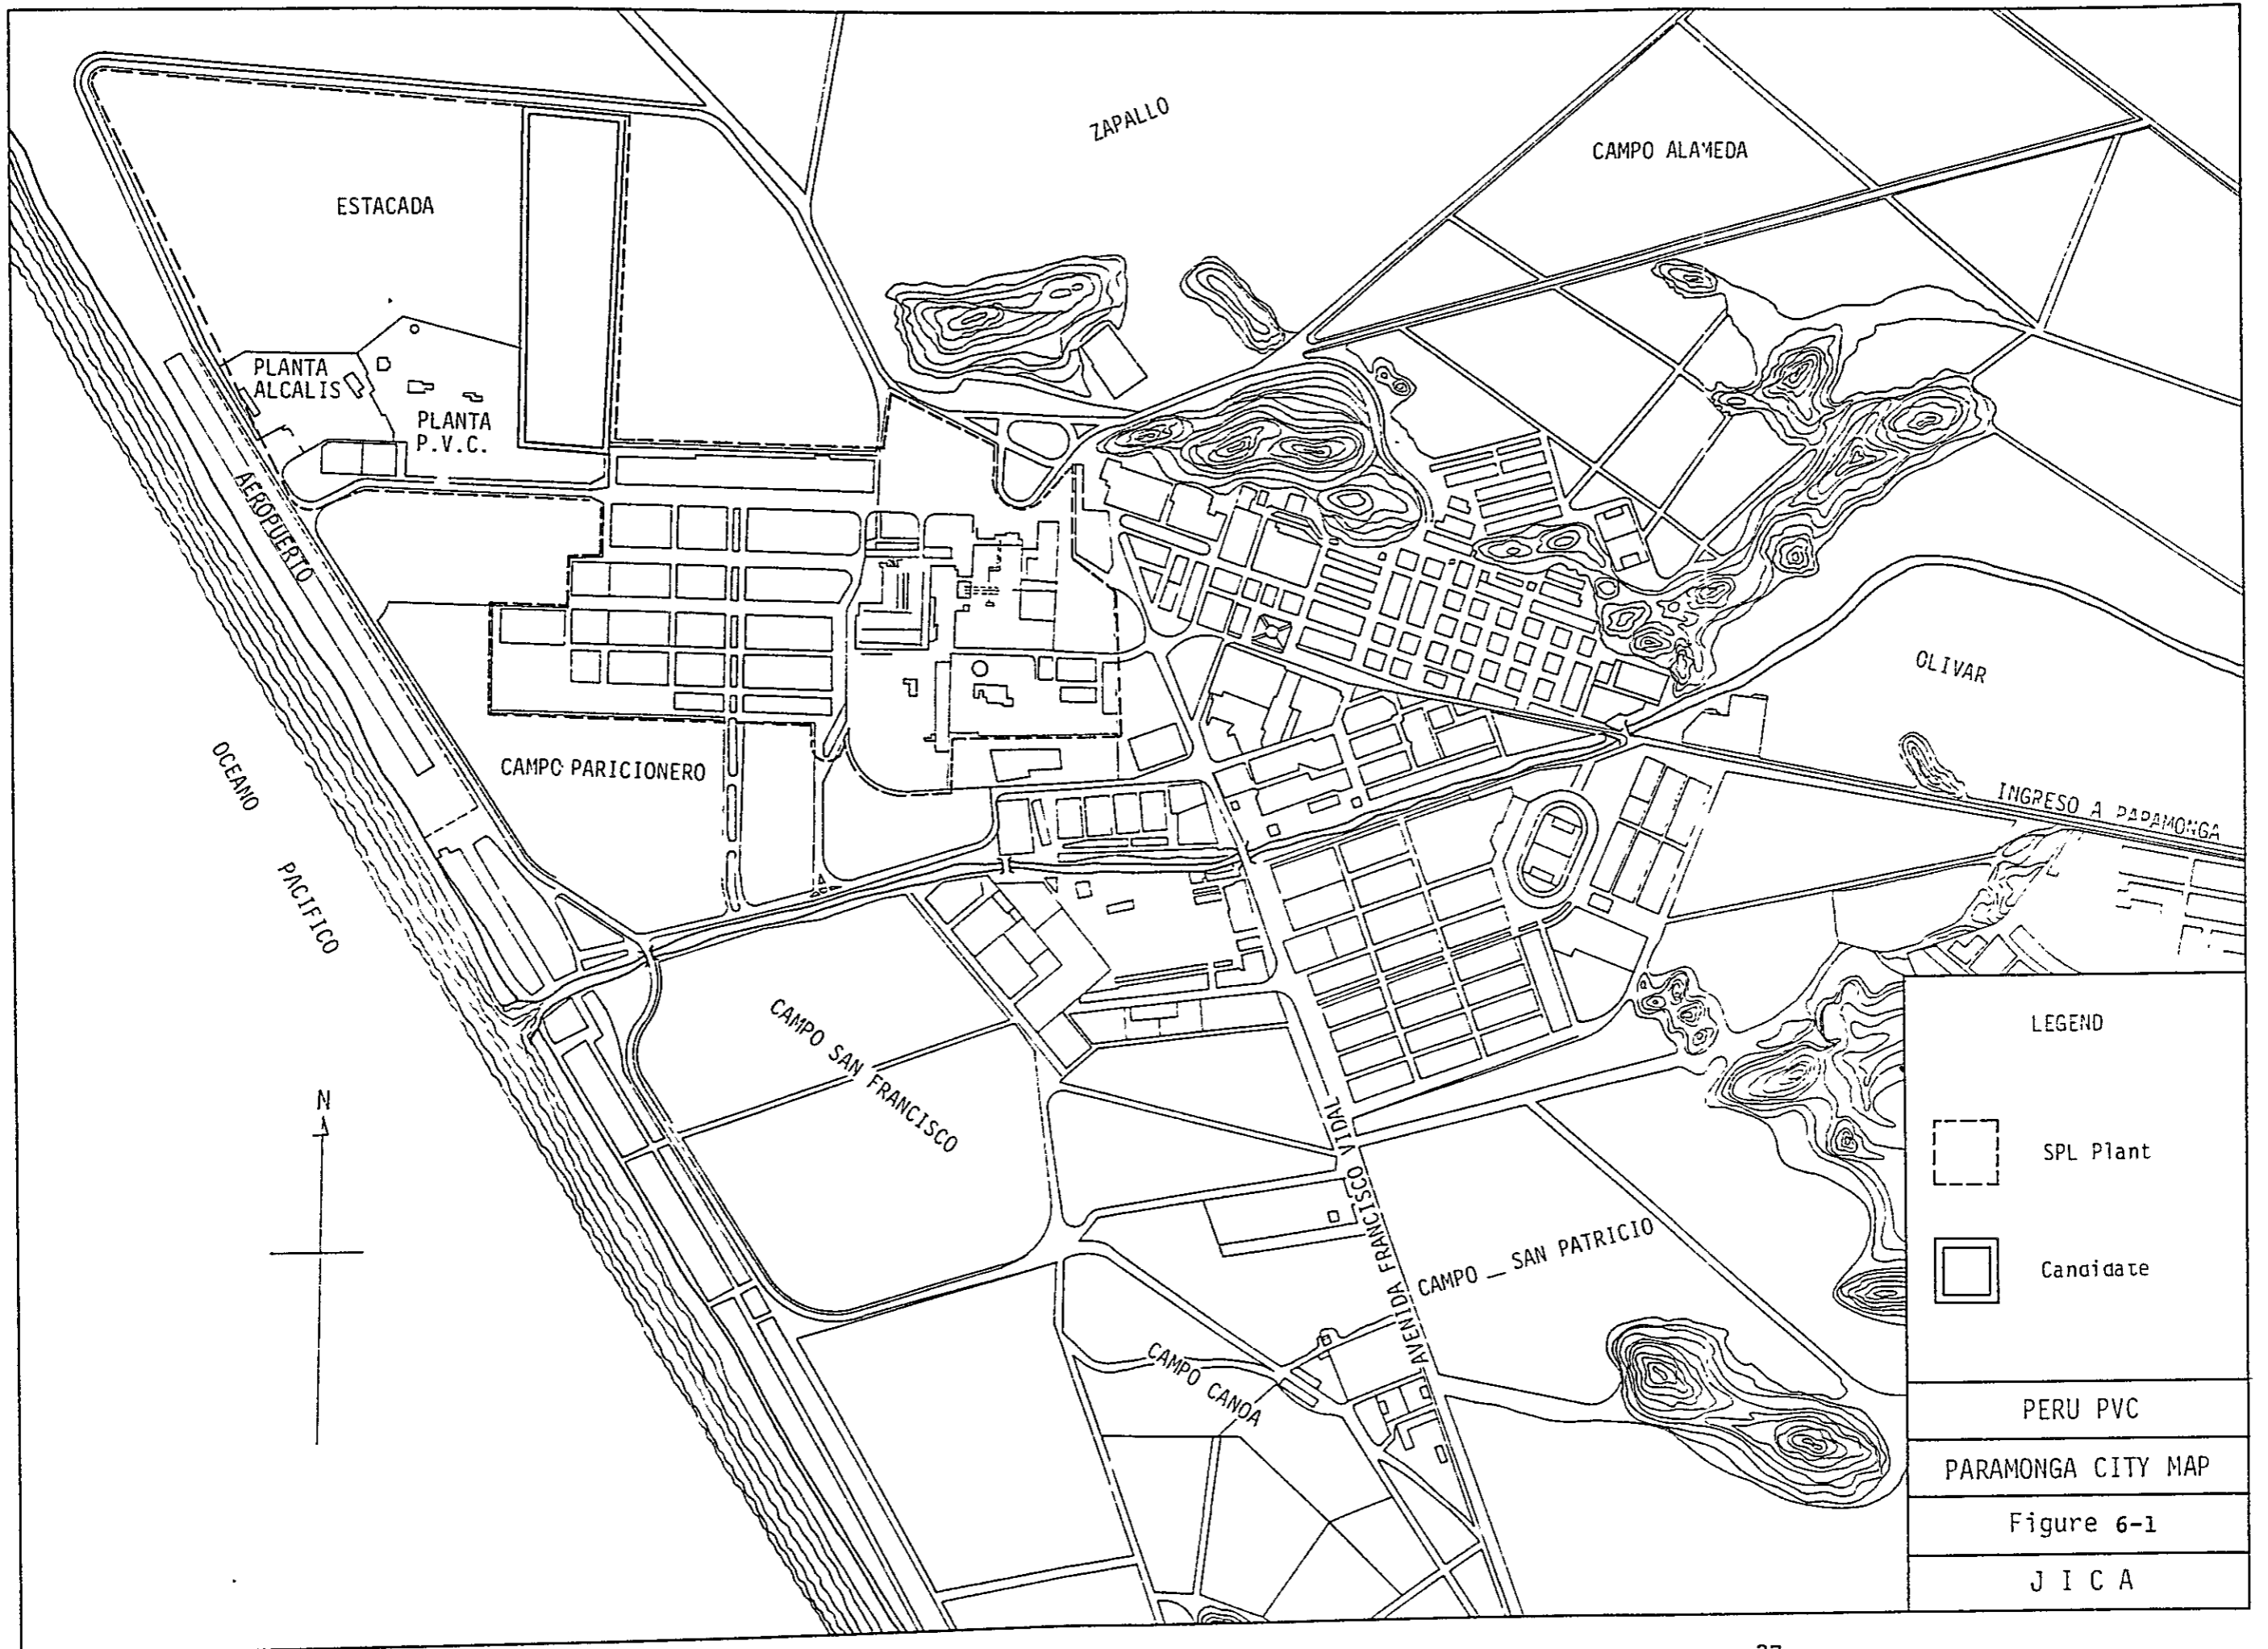 ZAPALLO
CAMPO ALAMEDA
ESTACADA
PLANTA
ALCALIS
PLANTA
P.V.C.
AEROPUERTO
OLIVAR
CAMPO PARICIONERO
OCEANO
PACIFICO
INGRESO A PARAMONGA
CAMPO SAN FRANCISCO
N
AVENIDA FRANCISCO VIDAL
CAMPO — SAN PATRICIO
CAMPO CANOA
LEGEND
SPL Plant
Candidate
PERU PVC
PARAMONGA CITY MAP
Figure 6-1
J I C A